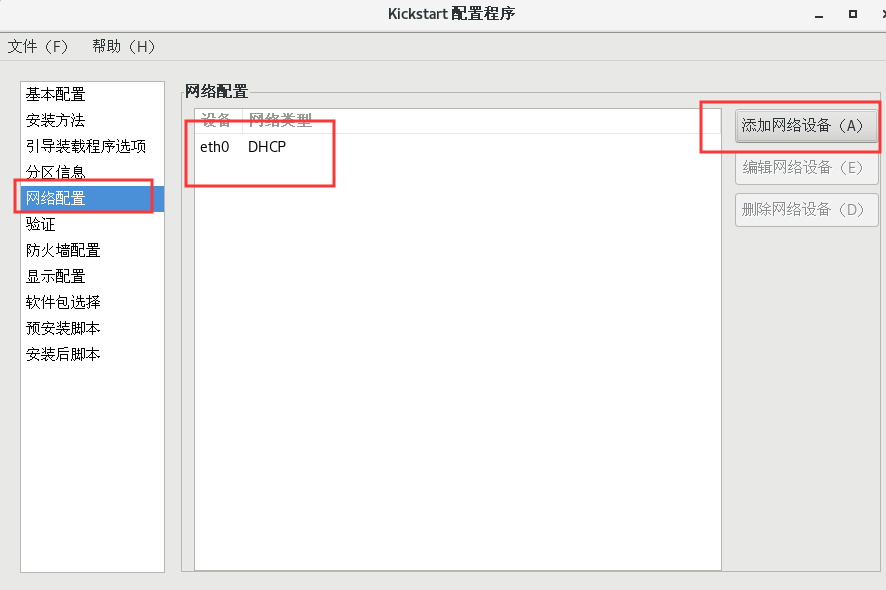 Kickstart 配置程序
文件（F） 帮助（H）
基本配置
安装方法
引导装载程序选项
分区信息
网络配置
验证
防火墙配置
显示配置
软件包选择
预安装脚本
安装后脚本
网络配置
设备 网络类型
eth0 DHCP
添加网络设备（A）
编辑网络设备（E）
删除网络设备（D）